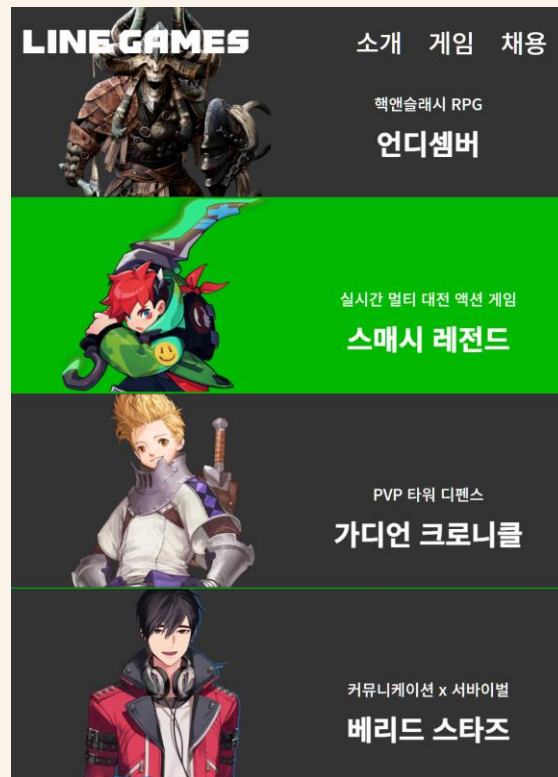 LINE GAMES
소개 게임 채용
핵앤슬래시 RPG
언디셈버
실시간 멀티 대전 액션 게임
스매시 레전드
PVP 타워 디펜스
가디언 크로니클
커뮤니케이션 x 서바이벌
베리드 스타즈